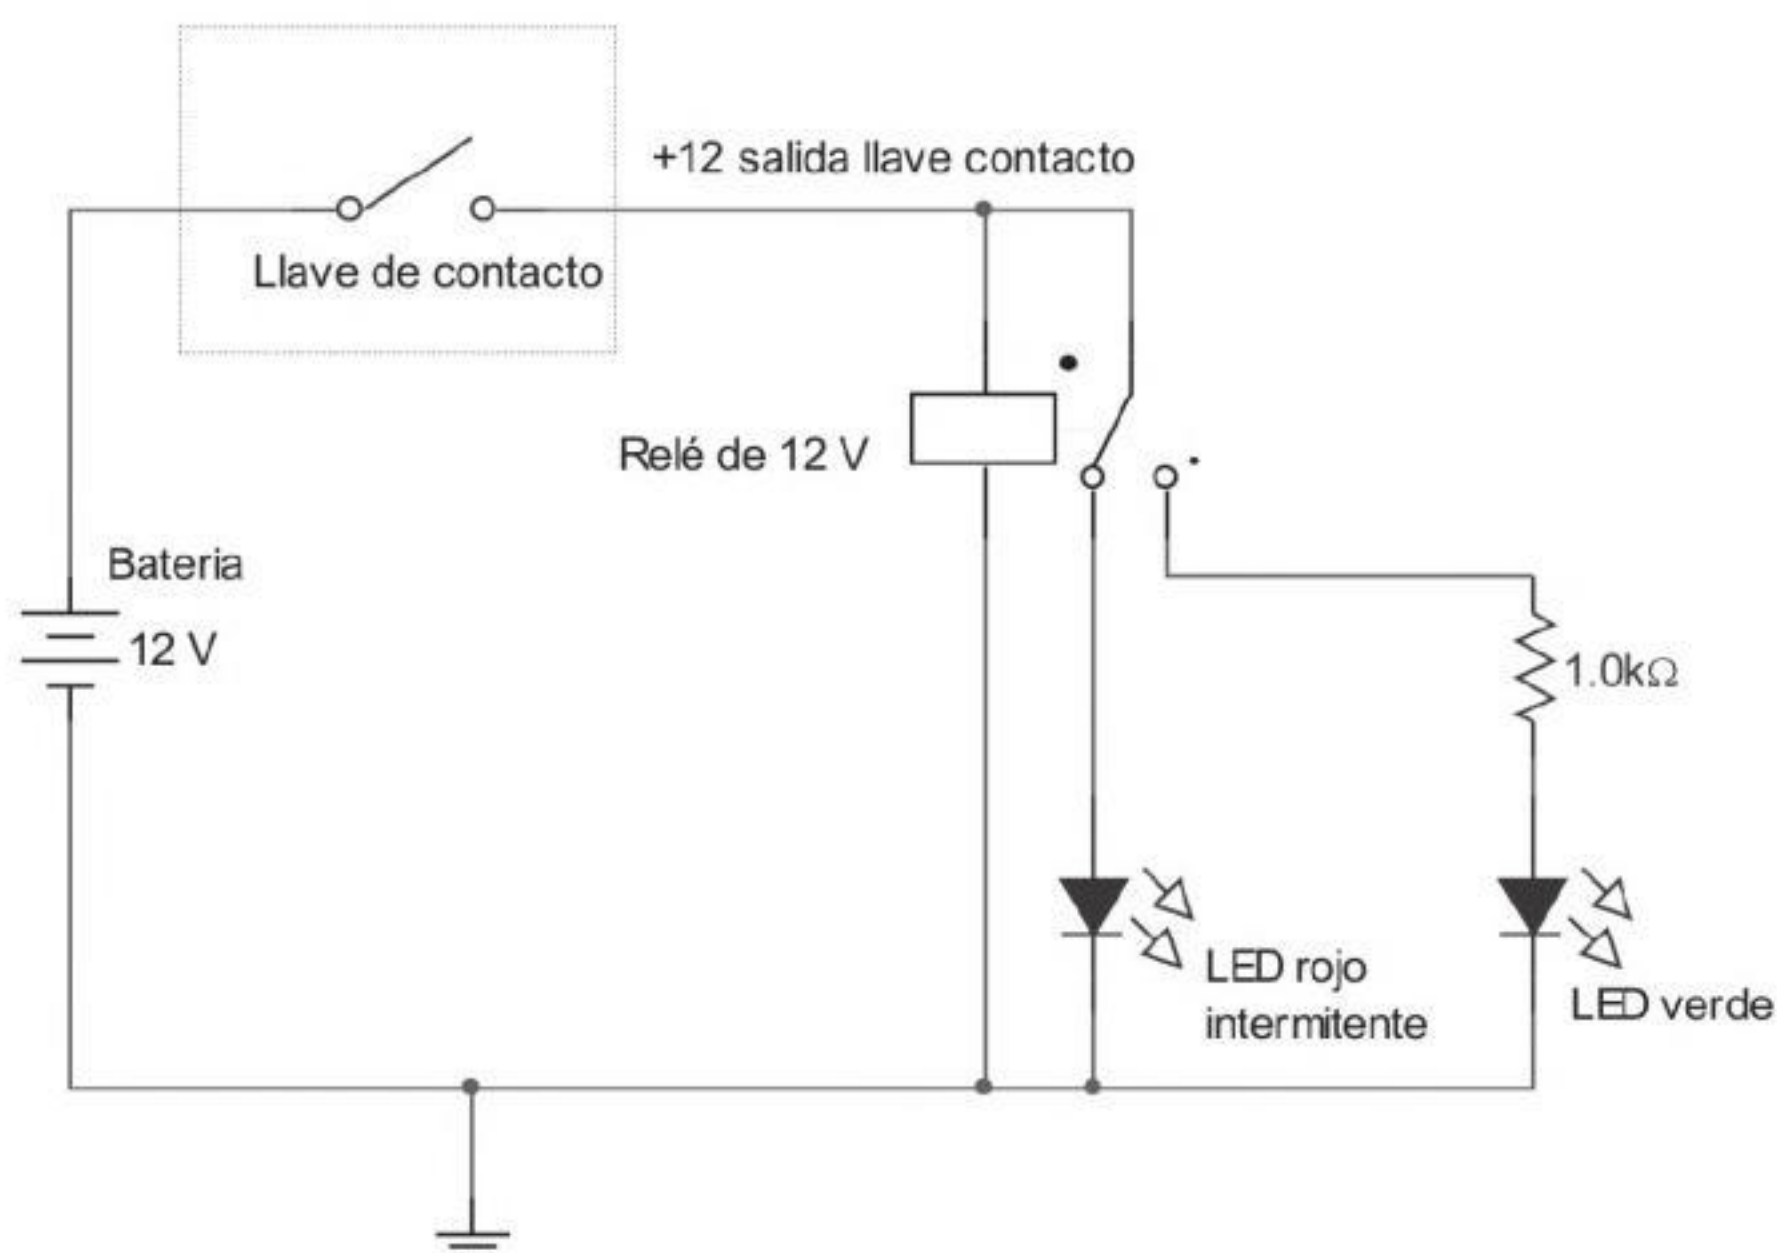 +12 salida llave contacto
Llave de contacto
Relé de 12 V
Bateria
12 V
1.0kΩ
LED rojo
intermitente
LED verde